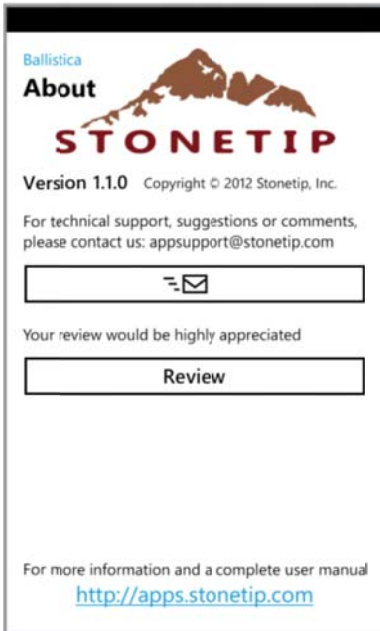 Ballistica
About
STONETIP
Version 1.1.0 Copyright © 2012 Stonetip, Inc.
For technical support, suggestions or comments,
please contact us: appsupport@stonetip.com
Your review would be highly appreciated
Review
For more information and a complete user manual
http://apps.stonetip.com